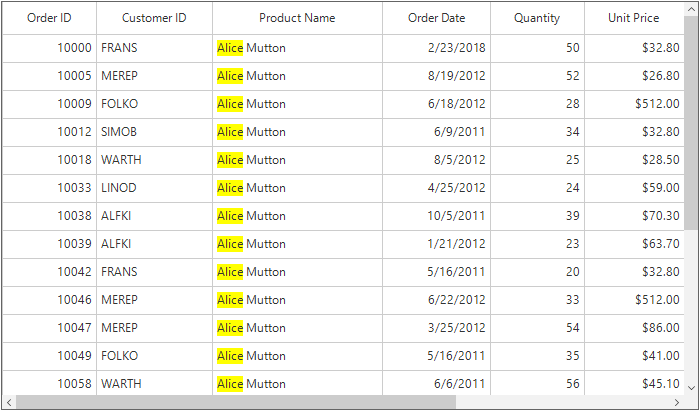 Order ID Customer ID Product Name Order Date Quantity Unit Price
10000 FRANS Alice Mutton 2/23/2018 50 $32.80
10005 MEREP Alice Mutton 8/19/2012 52 $26.80
10009 FOLKO Alice Mutton 6/18/2012 28 $512.00
10012 SIMOB Alice Mutton 6/9/2011 34 $32.80
10018 WARTH Alice Mutton 8/5/2012 25 $28.50
10033 LINOD Alice Mutton 4/25/2012 24 $59.00
10038 ALFKI Alice Mutton 10/5/2011 39 $70.30
10039 ALFKI Alice Mutton 1/21/2012 23 $63.70
10042 FRANS Alice Mutton 5/16/2011 20 $32.80
10046 MEREP Alice Mutton 6/22/2012 33 $512.00
10047 MEREP Alice Mutton 3/25/2012 54 $86.00
10049 FOLKO Alice Mutton 5/16/2011 35 $41.00
10058 WARTH Alice Mutton 6/6/2011 56 $45.10